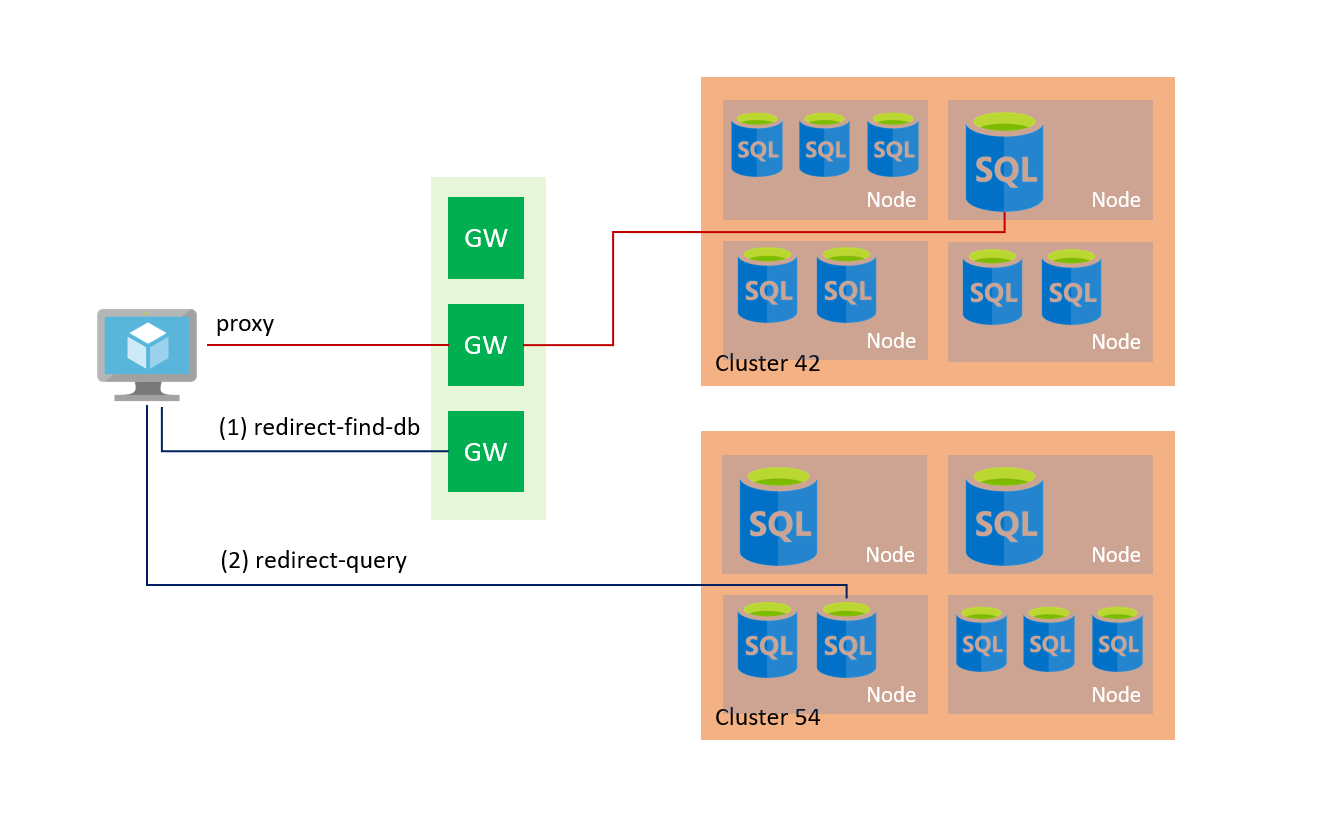 SQL
SQL
SQL
Node
SQL
Node
SQL
SQL
Node
SQL
SQL
Node
Cluster 42
GW
proxy
GW
(1) redirect-find-db
GW
(2) redirect-query
SQL
Node
SQL
Node
SQL
SQL
Node
SQL
SQL
SQL
Node
Cluster 54